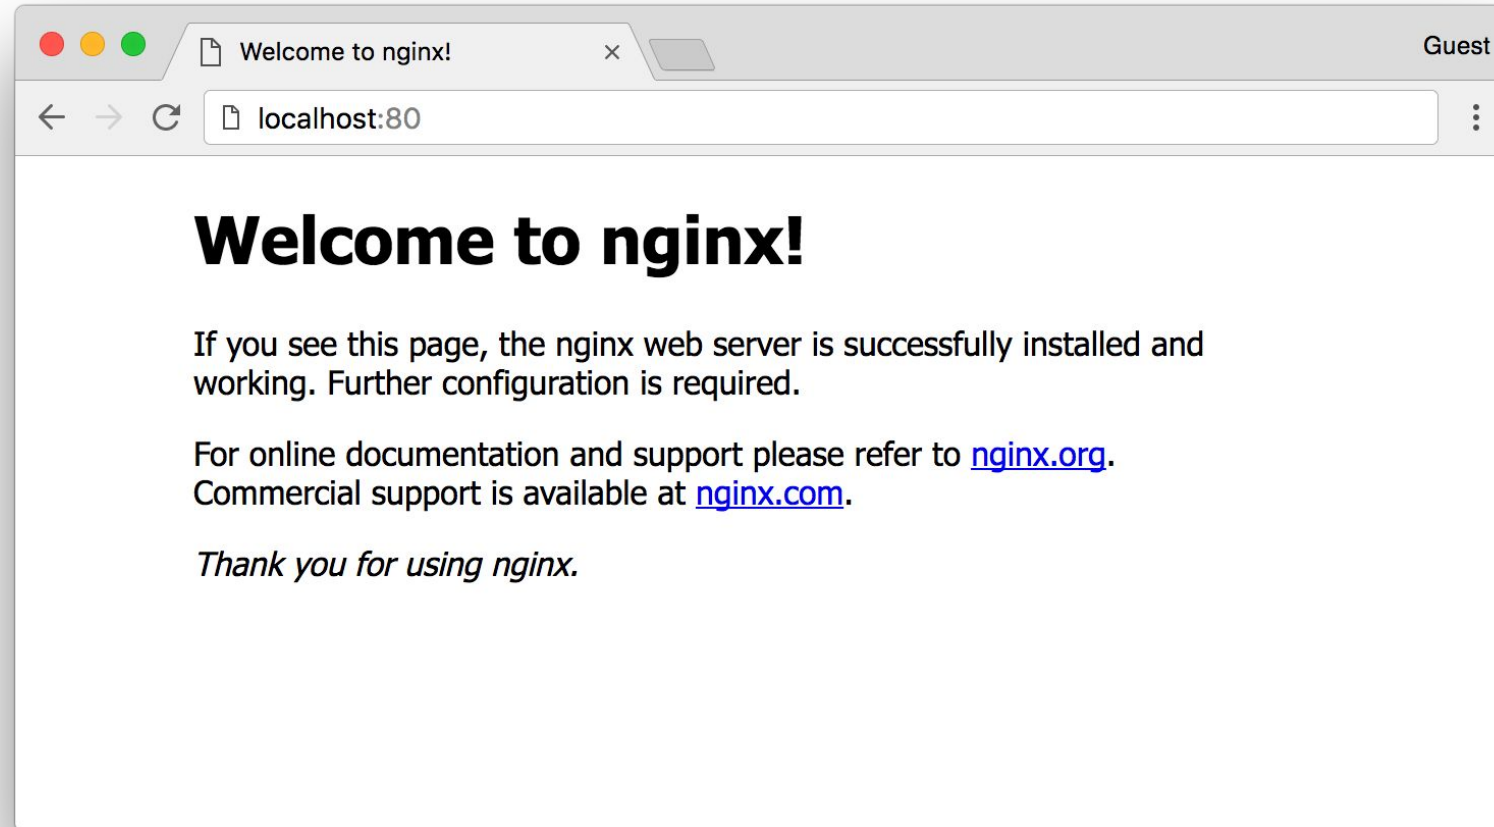 Welcome to nginx!
Guest
localhost:80
Welcome to nginx!
If you see this page, the nginx web server is successfully installed and
working. Further configuration is required.
For online documentation and support please refer to nginx.org.
Commercial support is available at nginx.com.
Thank you for using nginx.